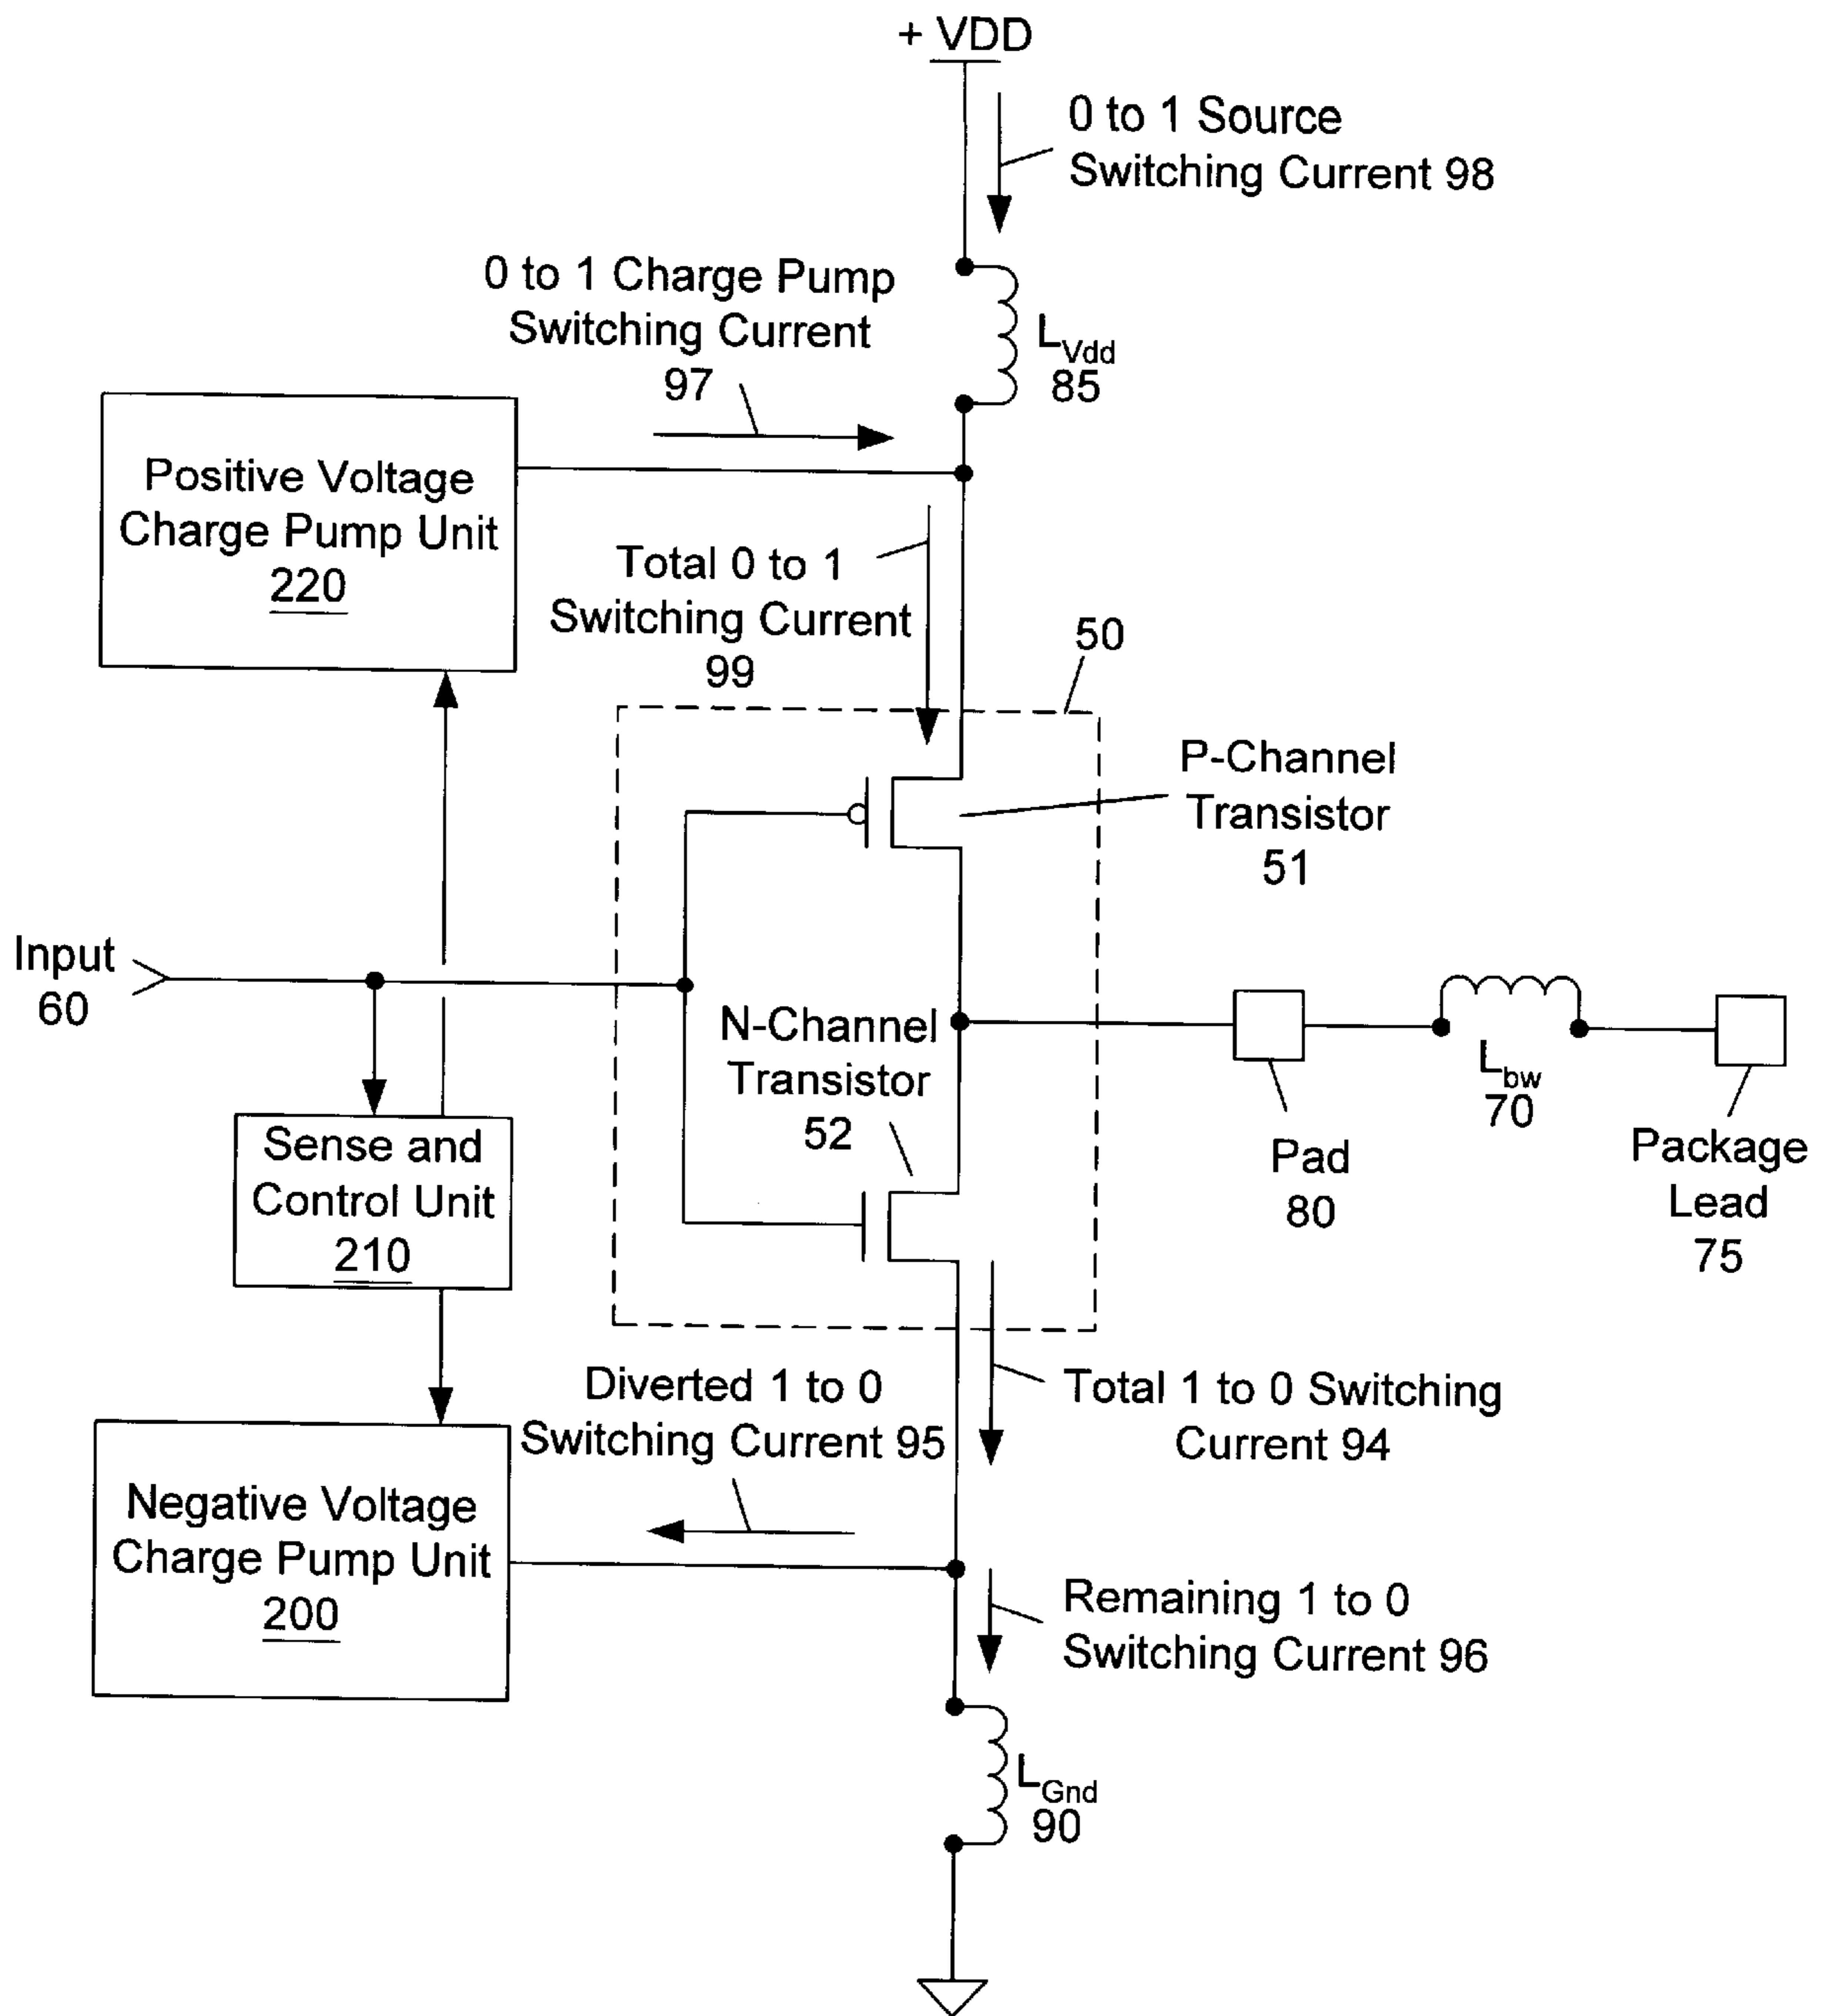 + VDD
0 to 1 Source
Switching Current 98
0 to 1 Charge Pump
Switching Current
97
LVdd
85
Positive Voltage
Charge Pump Unit
220
Total 0 to 1
Switching Current
99
50
P-Channel
Transistor
51
Input
60
N-Channel
Transistor
52
Lbw
70
Pad
80
Package
Lead
75
Sense and
Control Unit
210
Diverted 1 to 0
Switching Current 95
Total 1 to 0 Switching
Current 94
Negative Voltage
Charge Pump Unit
200
Remaining 1 to 0
Switching Current 96
LGnd
90